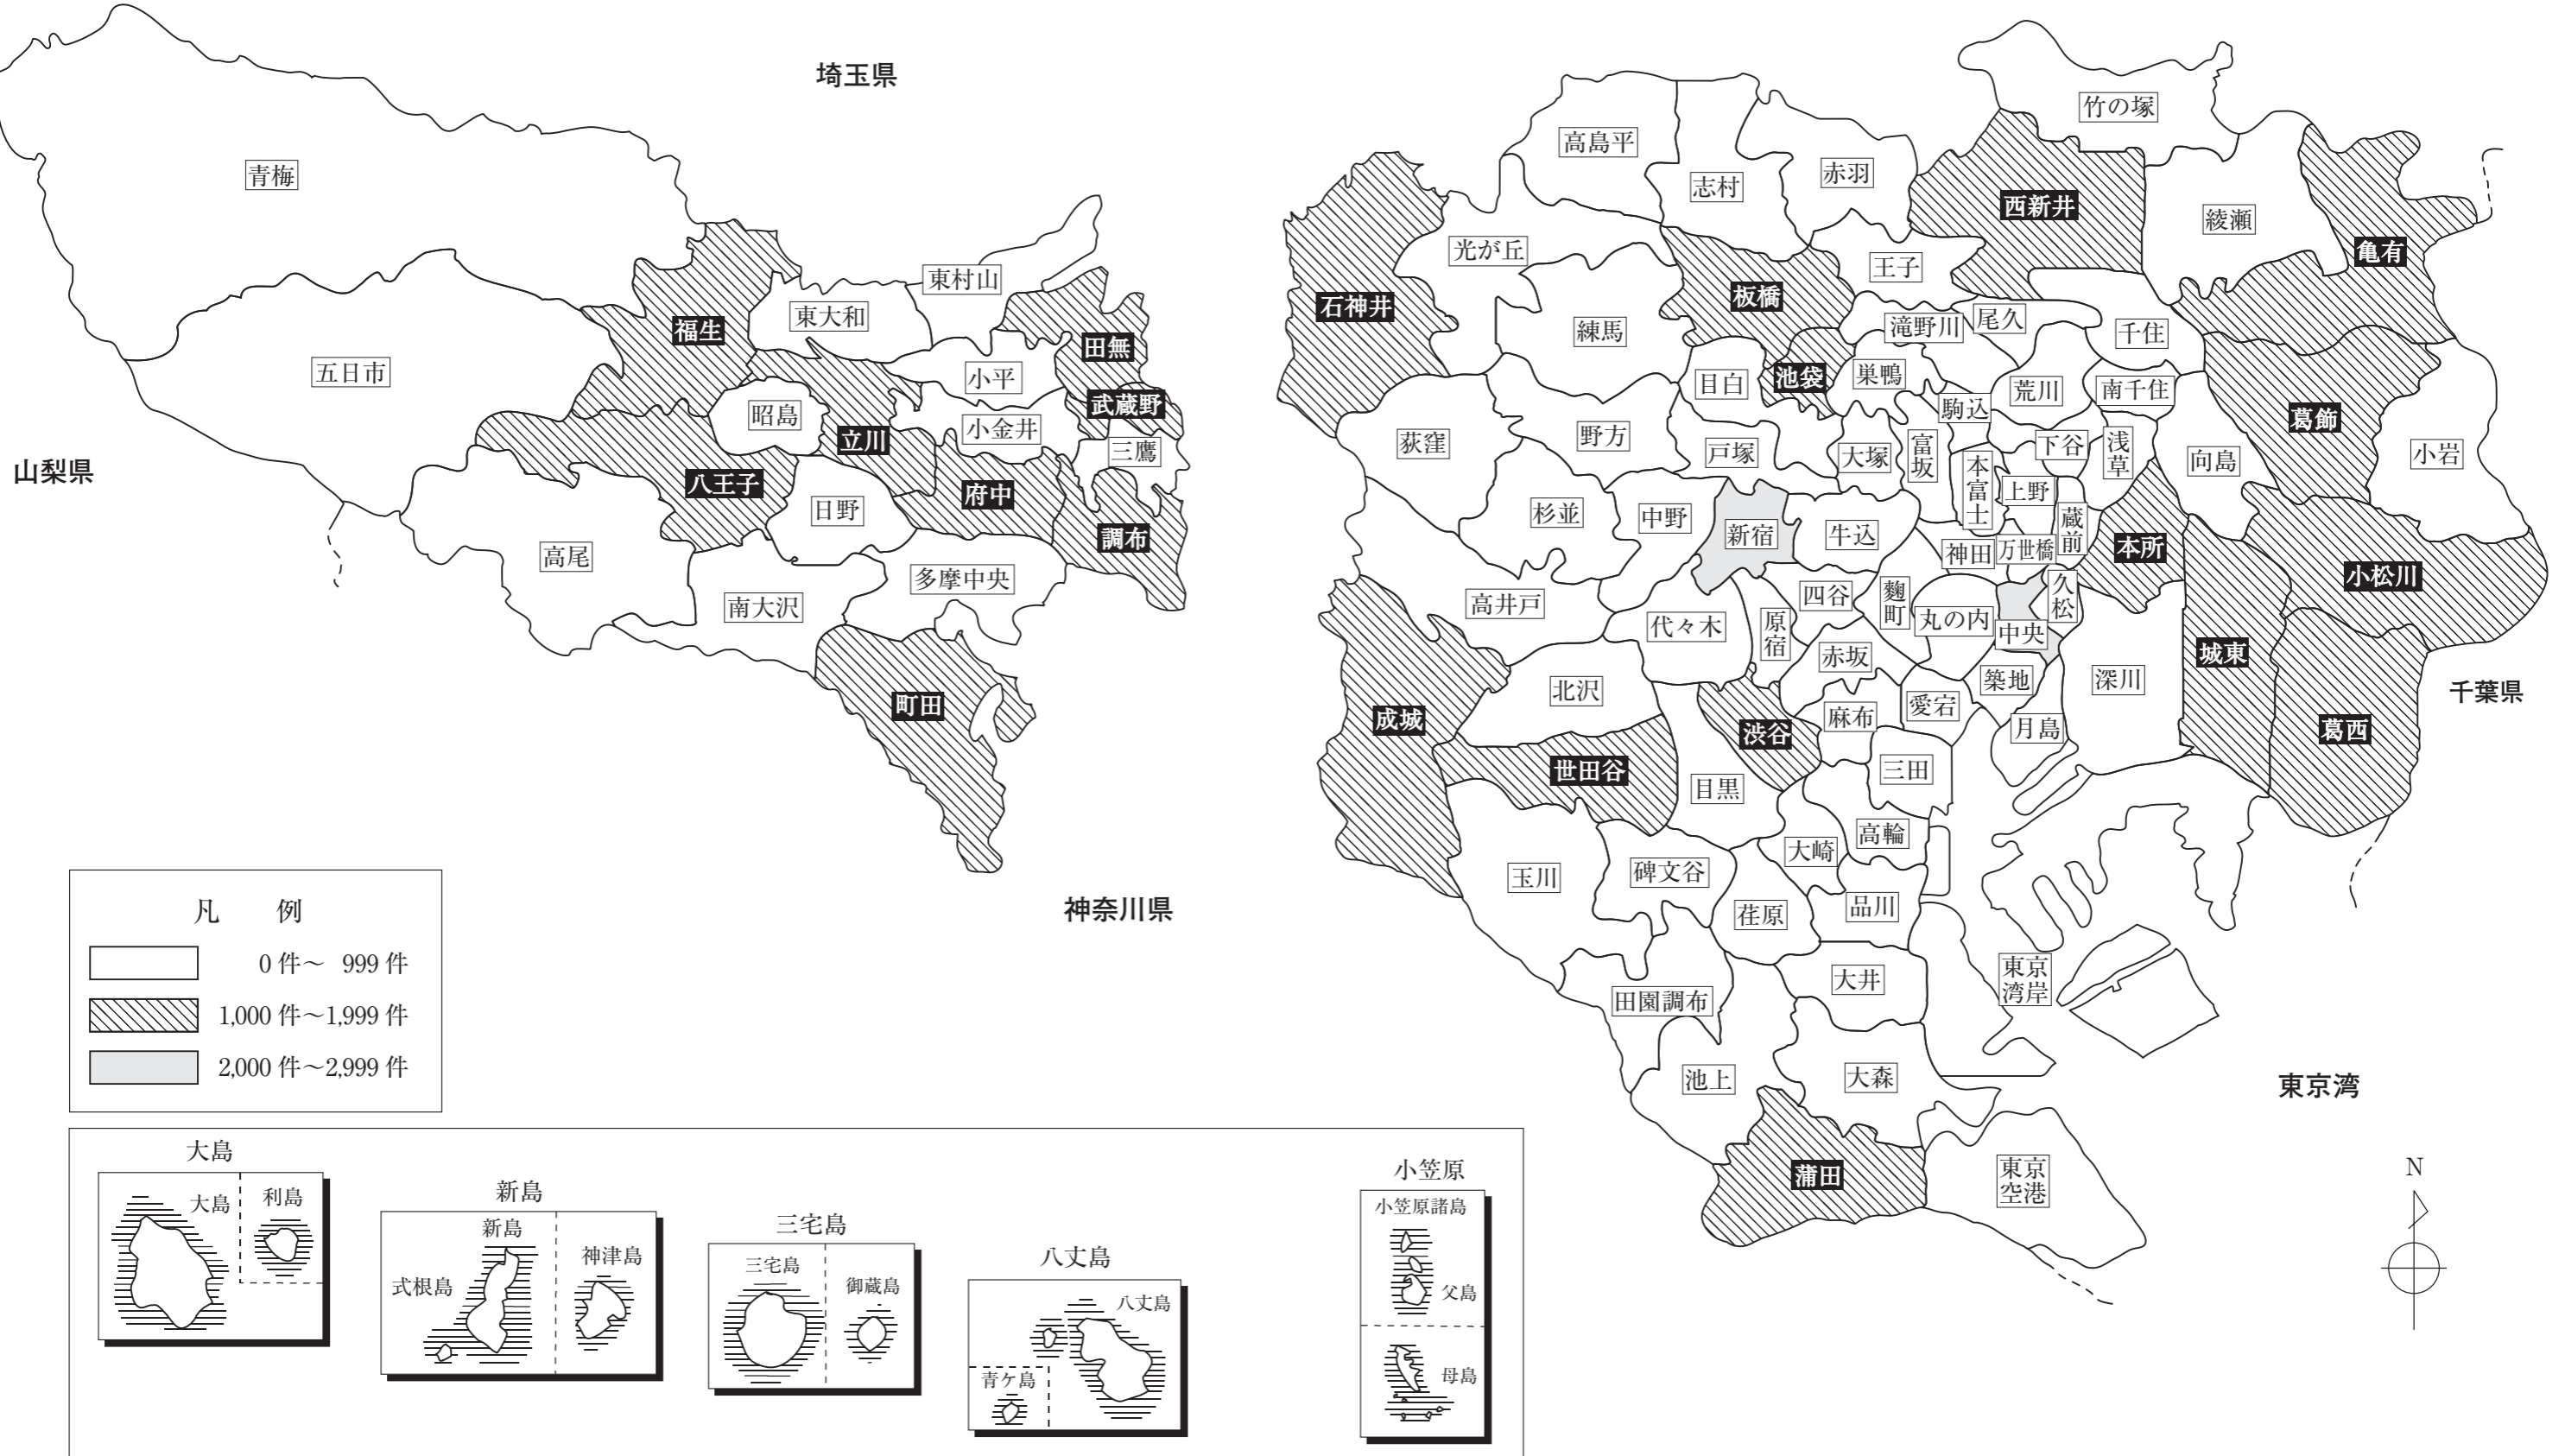 埼玉県
山梨県
神奈川県
千葉県
東京湾
青梅
五日市
福生
東大和
東村山
田無
武蔵野
三鷹
小平
小金井
昭島
立川
八王子
府中
調布
日野
高尾
南大沢
多摩中央
町田
高島平
志村
赤羽
西新井
竹の塚
綾瀬
亀有
光が丘
石神井
練馬
板橋
王子
滝野川
尾久
千住
池袋
目白
巣鴨
駒込
荒川
南千住
葛飾
荻窪
野方
戸塚
大塚
富坂
本富士
下谷
浅草
向島
小岩
上野
杉並
中野
新宿
牛込
神田
万世橋
蔵前
本所
小松川
高井戸
代々木
原宿
四谷
麴町
丸の内
久松
中央
赤坂
築地
深川
城東
北沢
成城
渋谷
麻布
愛宕
月島
葛西
世田谷
目黒
三田
高輪
大崎
玉川
碑文谷
荏原
品川
東京
湾岸
大井
田園調布
池上
大森
蒲田
東京
空港
凡 例
0 件〜 999 件
1,000 件〜1,999 件
2,000 件〜2,999 件
大島
大島
利島
新島
新島
式根島
神津島
三宅島
三宅島
御蔵島
八丈島
八丈島
青ケ島
小笠原
小笠原諸島
父島
母島
N